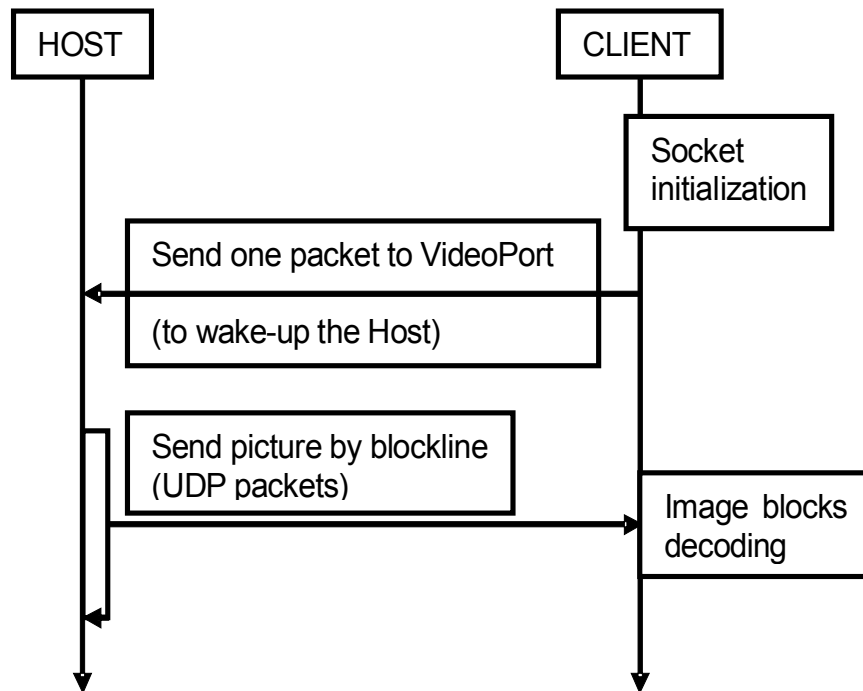 HOST
CLIENT
Socket
initialization
Send one packet to VideoPort
(to wake-up the Host)
Send picture by blockline
(UDP packets)
Image blocks
decoding